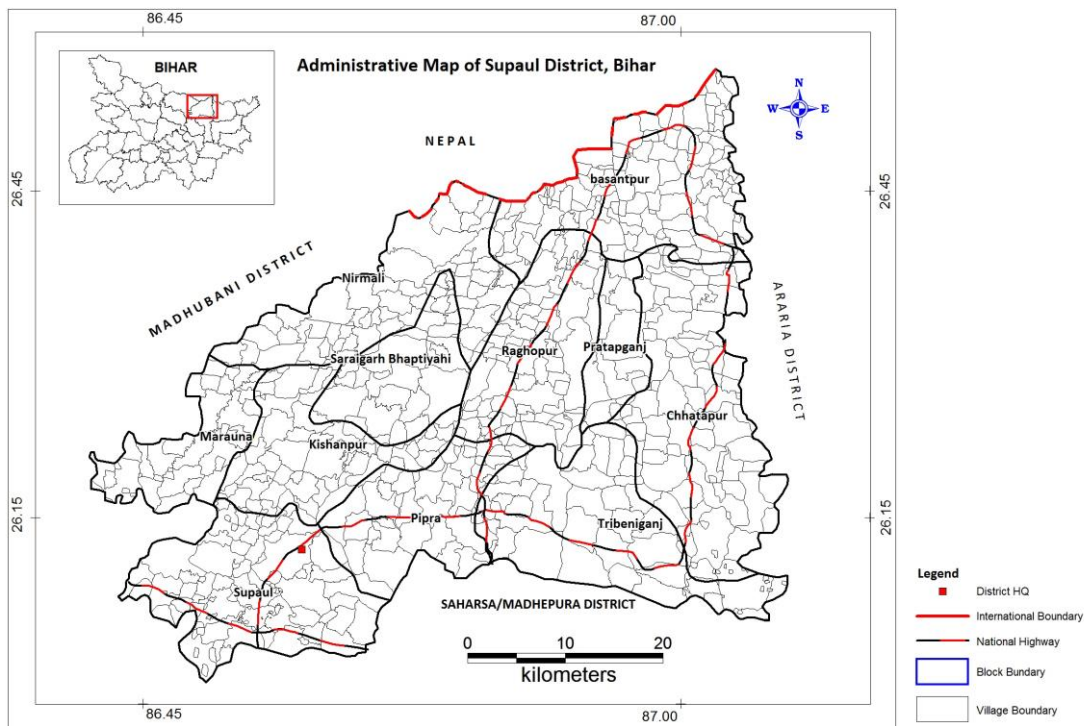 86.45
87.00
BIHAR
Administrative Map of Supaul District, Bihar
N
W E
S
NEPAL
26.45
26.45
basantpur
MADHUBANI DISTRICT
Nirmali
ARARIA DISTRICT
Saraigarh Bhaptiyahi
Raghopur
Pratapganj
Chhatapur
Marauna
Kishanpur
26.15
26.15
Pipra
Tribeniganj
Supaul
SAHARSA/MADHEPURA DISTRICT
0 10 20
kilometers
Legend
District HQ
International Boundary
National Highway
Block Bundary
Village Boundary
86.45
87.00